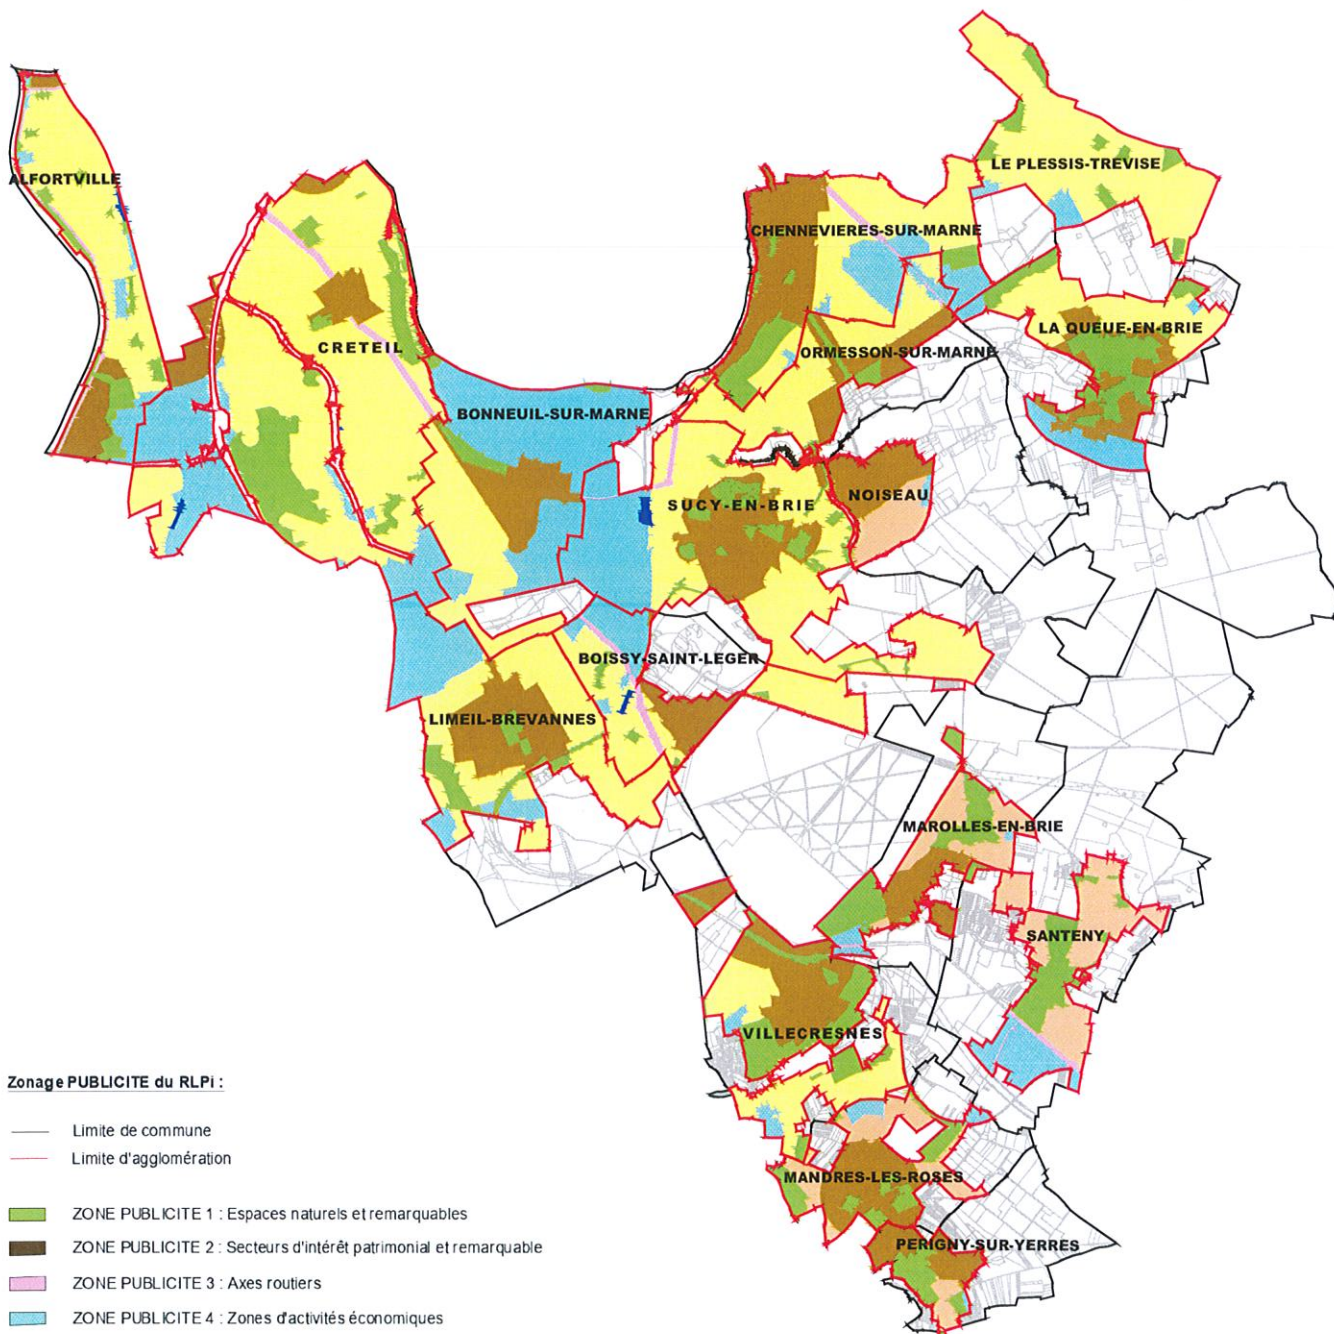 LE PLESSIS-TREVISE
ALFORTVILLE
CHENNEVIERES-SUR-MARNE
LA QUEUE-EN-BRIE
CRETEIL
ORMESSON-SUR-MARNE
BONNEUIL-SUR-MARNE
NOISEAU
SUCY-EN-BRIE
BOISSY-SAINT-LEGER
LIMEIL-BREVANNES
MAROLLES-EN-BRIE
SANTENY
VILLECRESNES
MANDRES-LES-ROSES
PERIGNY-SUR-YERRES
Zonage PUBLICITE du RLPi :
Limite de commune
Limite d'agglomération
ZONE PUBLICITE 1 : Espaces naturels et remarquables
ZONE PUBLICITE 2 : Secteurs d'intérêt patrimonial et remarquable
ZONE PUBLICITE 3 : Axes routiers
ZONE PUBLICITE 4 : Zones d'activités économiques